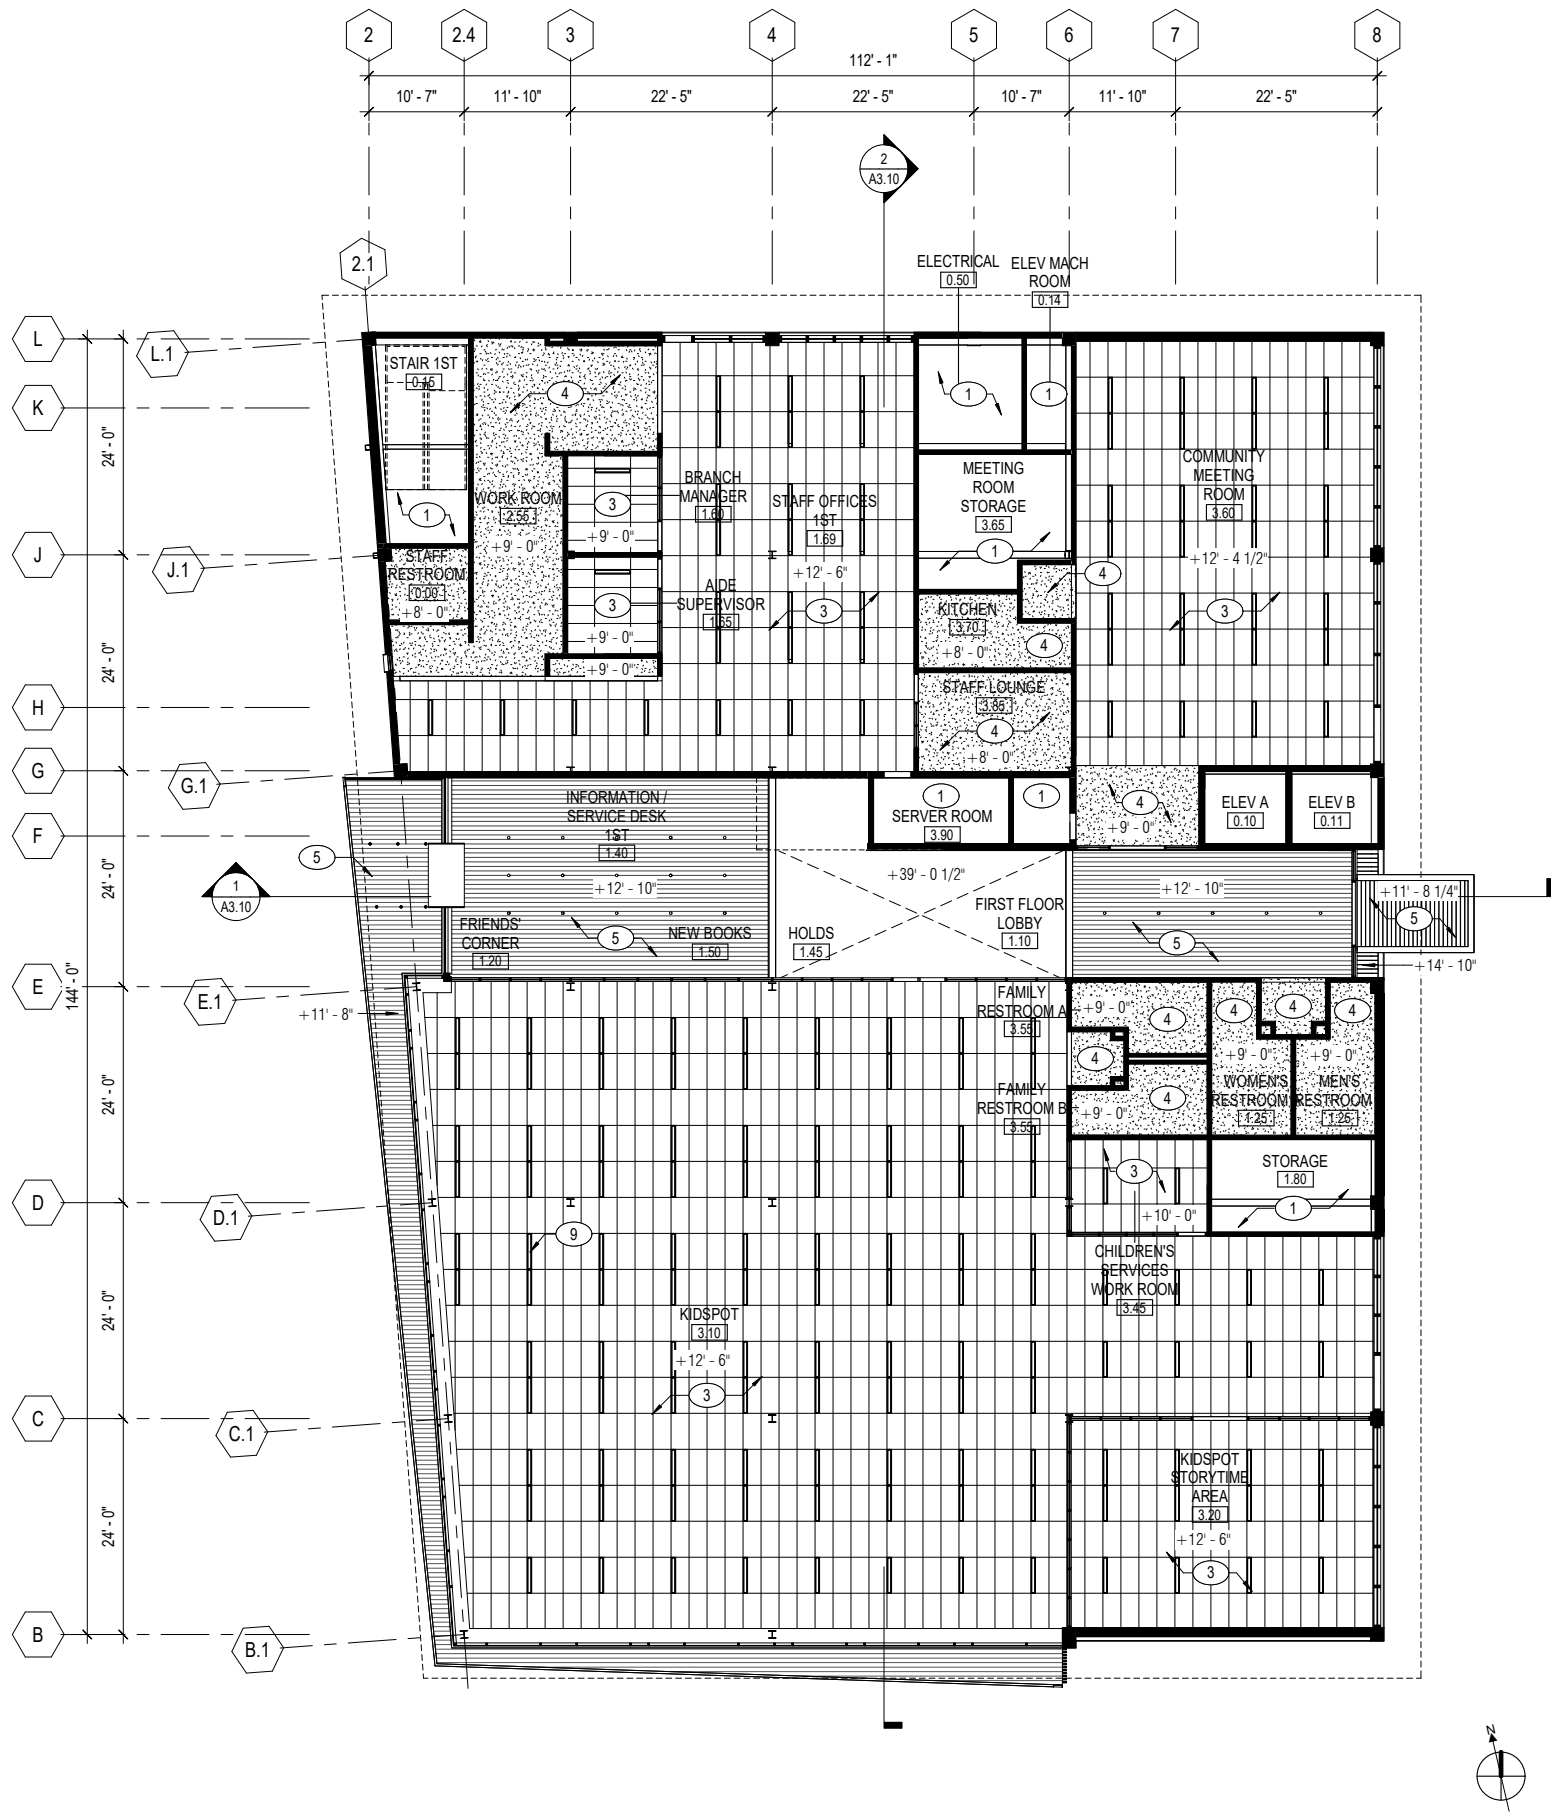 2
2.4
3
4
5
6
7
8
112' - 1"
10' - 7"
11' - 10"
22' - 5"
22' - 5"
10' - 7"
11' - 10"
22' - 5"
2
A3.10
2.1
ELECTRICAL
0.50
ELEV MACH
ROOM
0.14
L
L.1
K
J
J.1
H
G
G.1
F
E
E.1
D
D.1
C
C.1
B
B.1
24' - 0"
24' - 0"
24' - 0"
24' - 0"
24' - 0"
24' - 0"
144' - 0"
STAIR 1ST
0.15
1
4
WORK ROOM
2.55
+9' - 0"
STAFF
RESTROOM
0.00
+8' - 0"
BRANCH
MANAGER
1.60
3
+9' - 0"
AIDE
SUPERVISOR
1.65
3
+9' - 0"
+9' - 0"
STAFF OFFICES
1ST
1.69
+12' - 6"
3
1
1
MEETING
ROOM
STORAGE
3.65
1
4
KITCHEN
3.70
+8' - 0"
4
STAFF LOUNGE
3.85
4
+8' - 0"
COMMUNITY
MEETING
ROOM
3.60
+12' - 4 1/2"
3
INFORMATION /
SERVICE DESK
1ST
1.40
+12' - 10"
5
1
A3.10
FRIENDS'
CORNER
1.20
5
NEW BOOKS
1.50
HOLDS
1.45
1
SERVER ROOM
3.90
1
4
+9' - 0"
ELEV A
0.10
ELEV B
0.11
+39' - 0 1/2"
FIRST FLOOR
LOBBY
1.10
+12' - 10"
5
+11' - 8 1/4"
5
+14' - 10"
+11' - 8"
FAMILY
RESTROOM A
3.55
+9' - 0"
4
4
FAMILY
RESTROOM B
3.55
+9' - 0"
4
4
+9' - 0"
WOMEN'S
RESTROOM
1.25
4
4
+9' - 0"
MEN'S
RESTROOM
1.25
3
+10' - 0"
STORAGE
1.80
1
CHILDREN'S
SERVICES
WORK ROOM
3.45
9
KIDSPOT
3.10
+12' - 6"
3
KIDSPOT
STORYTIME
AREA
3.20
+12' - 6"
3
N